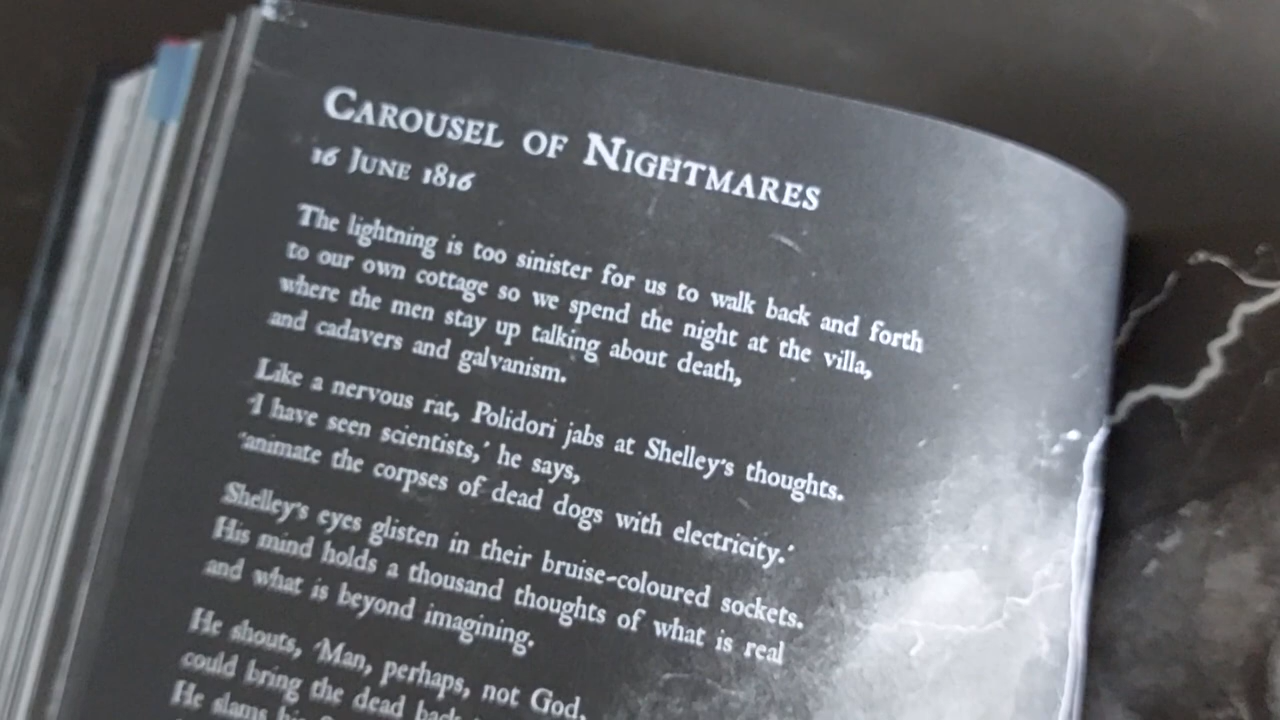 CAROUSEL OF NIGHTMARES
16 JUNE 1816
The lightning is too sinister for us to walk back and forth
to our own cottage so we spend the night at the villa,
where the men stay up talking about death,
and cadavers and galvanism.
Like a nervous rat, Polidori jabs at Shelley's thoughts.
'I have seen scientists,' he says,
'animate the corpses of dead dogs with electricity.'
Shelley's eyes glisten in their bruise-coloured sockets.
His mind holds a thousand thoughts of what is real
and what is beyond imagining.
He shouts, 'Man, perhaps, not God,
could bring the dead back
He slams his